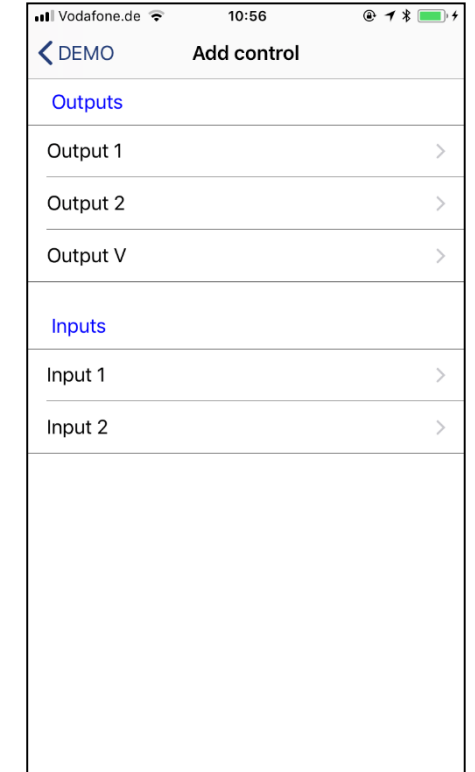 Vodafone.de 10:56
DEMO Add control
Outputs
Output 1
Output 2
Output V
Inputs
Input 1
Input 2